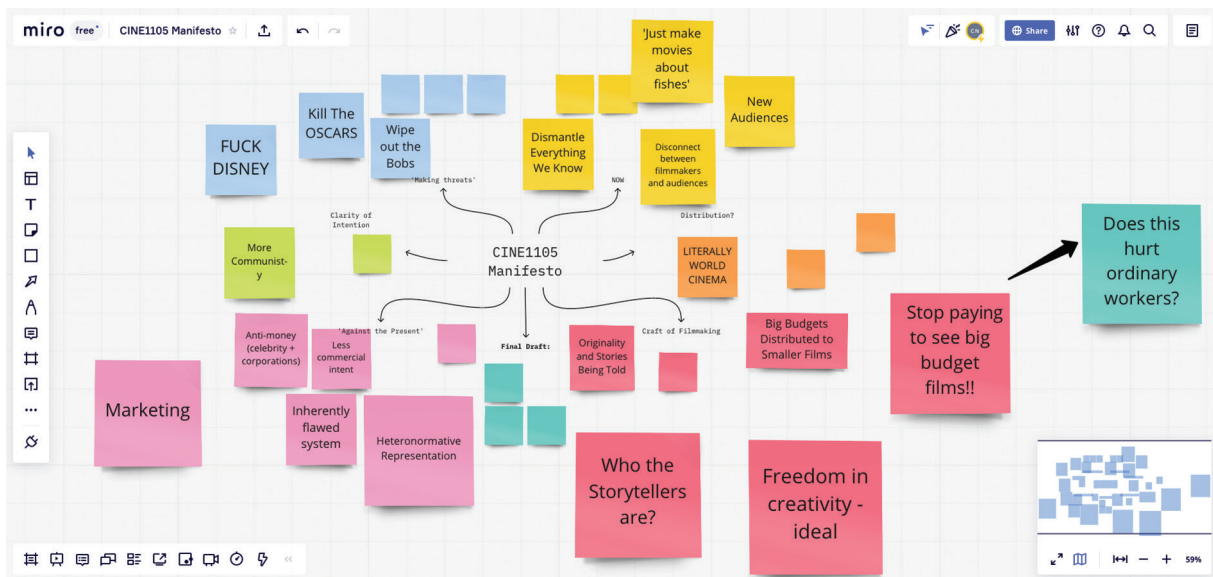 miro
free
CINE1105 Manifesto
CN
Share
'Just make
movies
about
fishes'
New
Audiences
Kill The
OSCARS
Wipe
out the
Bobs
FUCK
DISNEY
Dismantle
Everything
We Know
Disconnect
between
filmmakers
and audiences
'Making threats'
NOW
Clarity of
Intention
Distribution?
More
Communist-
y
CINE1105
Manifesto
LITERALLY
WORLD
CINEMA
Does this
hurt
ordinary
workers?
Stop paying
to see big
budget
films!!
'Against the Present'
Craft of Filmmaking
Final Draft:
Anti-money
(celebrity +
corporations)
Less
commercial
intent
Originality
and Stories
Being Told
Big Budgets
Distributed to
Smaller Films
Marketing
Inherently
flawed
system
Heteronormative
Representation
Who the
Storytellers
are?
Freedom in
creativity -
ideal
59%